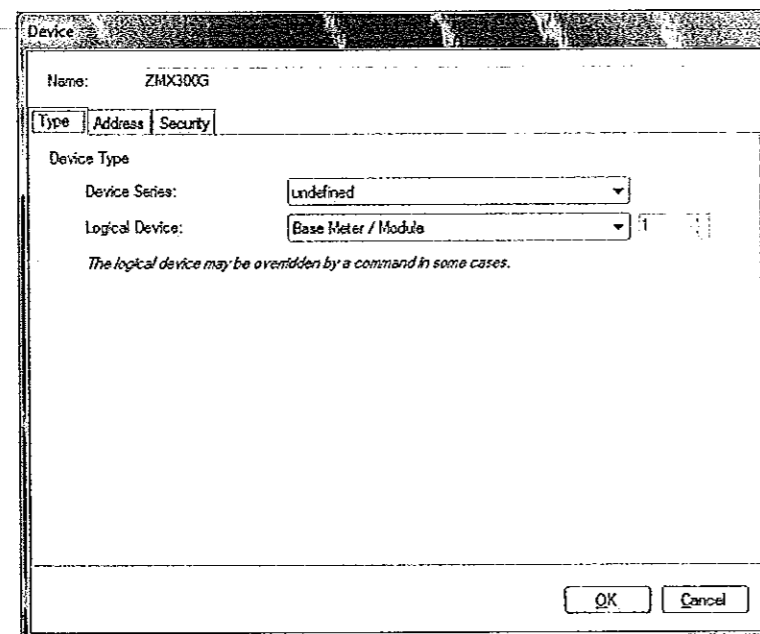 Device
Name: ZMX300G
Type Address Security
Device Type
Device Series: undefined
Logical Device: Base Meter / Module 1
The logical device may be overridden by a command in some cases.
OK Cancel